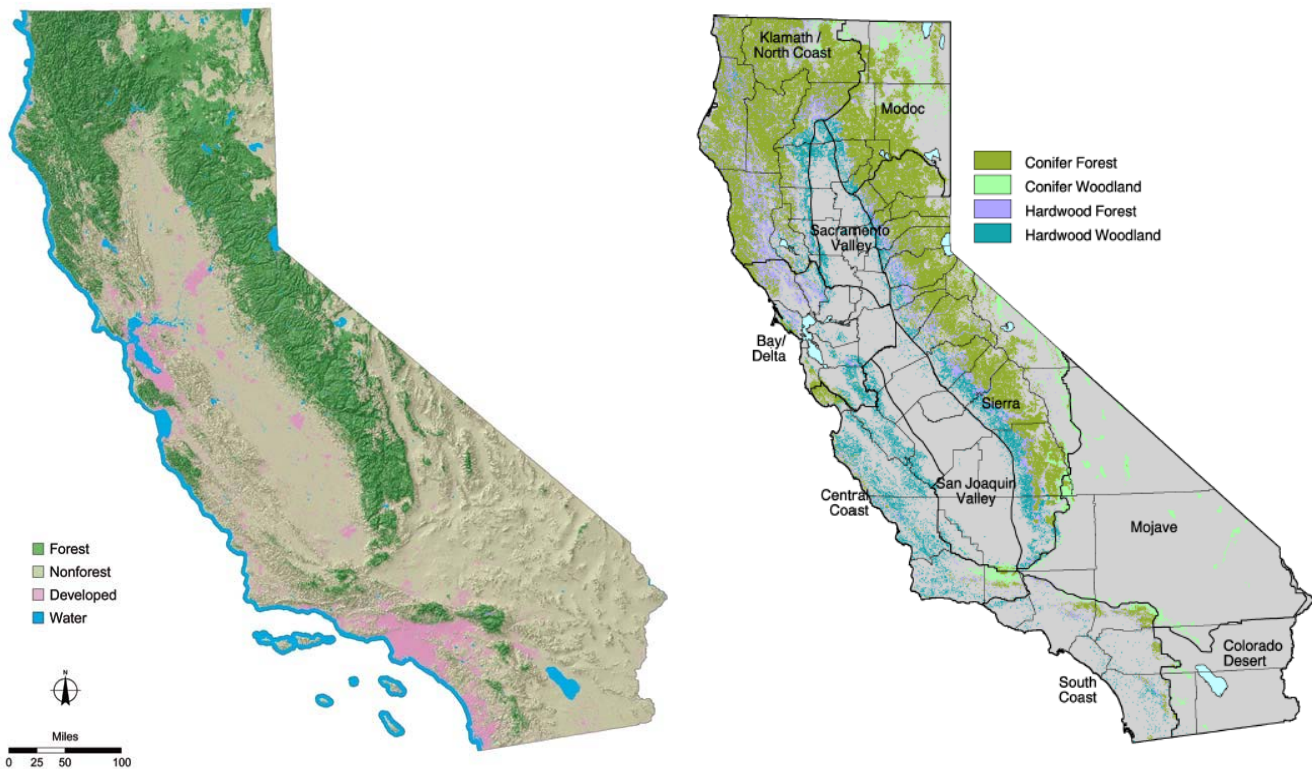 Forest
Nonforest
Developed
Water
N
Miles
0 25 50 100
Klamath /
North Coast
Modoc
Sacramento
Valley
Bay/
Delta
Sierra
San Joaquin
Valley
Central
Coast
Mojave
Colorado
Desert
South
Coast
Conifer Forest
Conifer Woodland
Hardwood Forest
Hardwood Woodland